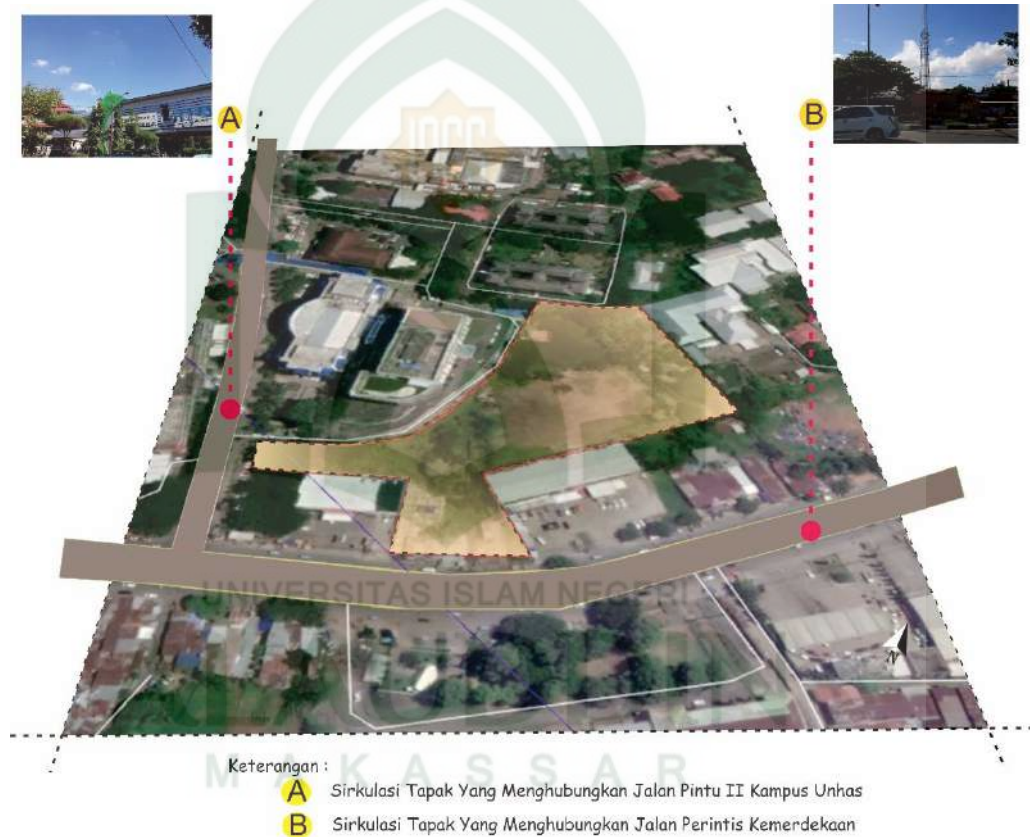 A
B
N
UNIVERSITAS ISLAM NEGERI
ALAUDDIN
MAKASSAR
Keterangan :
A Sirkulasi Tapak Yang Menghubungkan Jalan Pintu II Kampus Unhas
B Sirkulasi Tapak Yang Menghubungkan Jalan Perintis Kemerdekaan